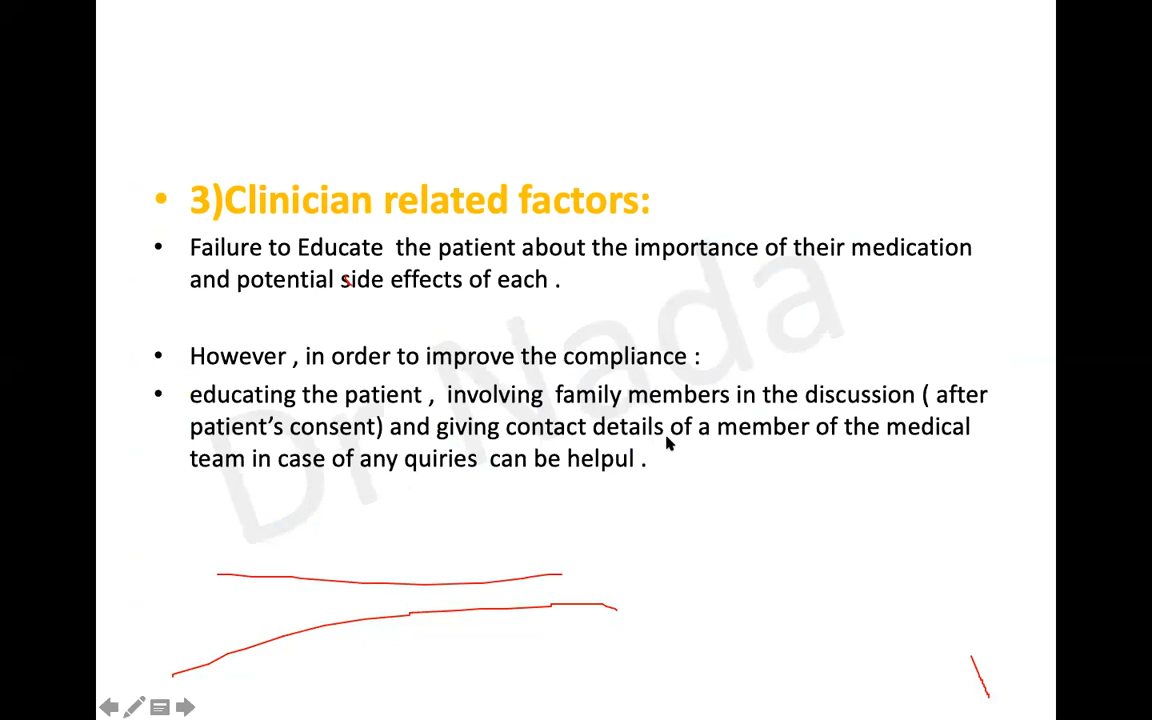 • 3)Clinician related factors:
• Failure to Educate the patient about the importance of their medication
and potential side effects of each .
• However , in order to improve the compliance :
• educating the patient , involving family members in the discussion ( after
patient’s consent) and giving contact details of a member of the medical
team in case of any quiries can be helpul .
Dr Nada